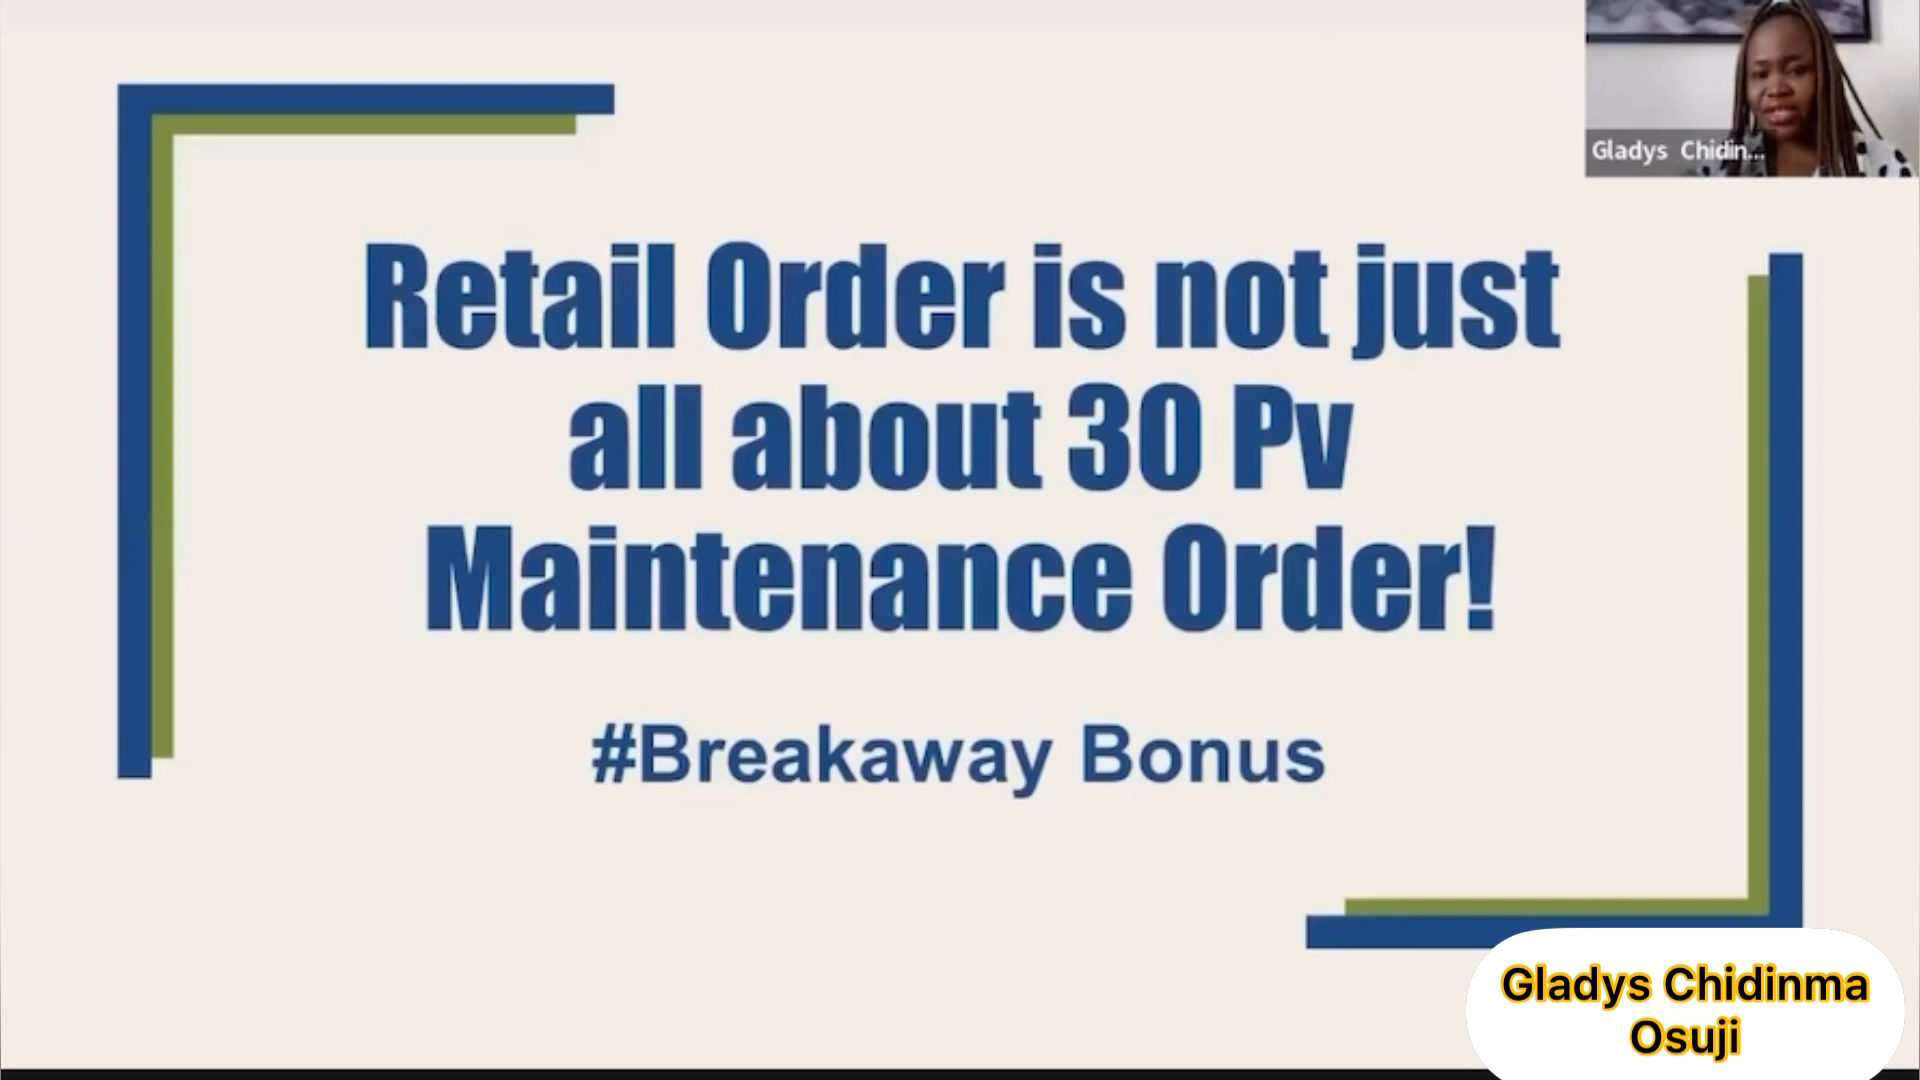 Gladys Chidin...
Retail Order is not just
all about 30 Pv
Maintenance Order!
#Breakaway Bonus
Gladys Chidinma
Osuji